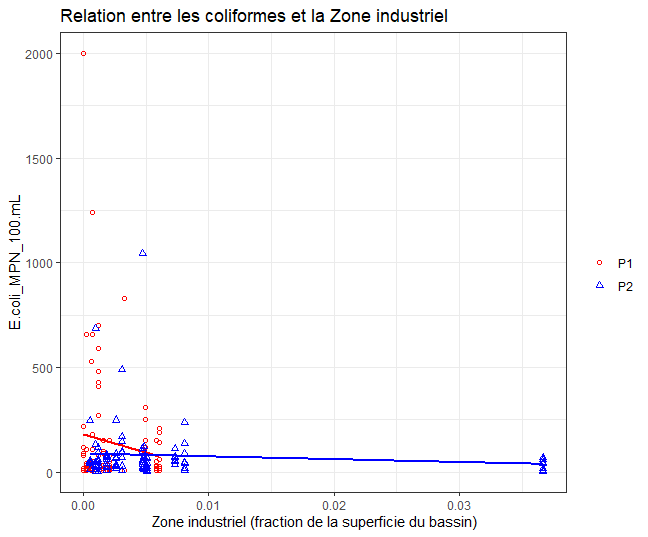 Relation entre les coliformes et la Zone industriel
2000
1500
1000
500
0
E.coli_MPN_100.mL
0.00
0.01
0.02
0.03
Zone industriel (fraction de la superficie du bassin)
P1
P2